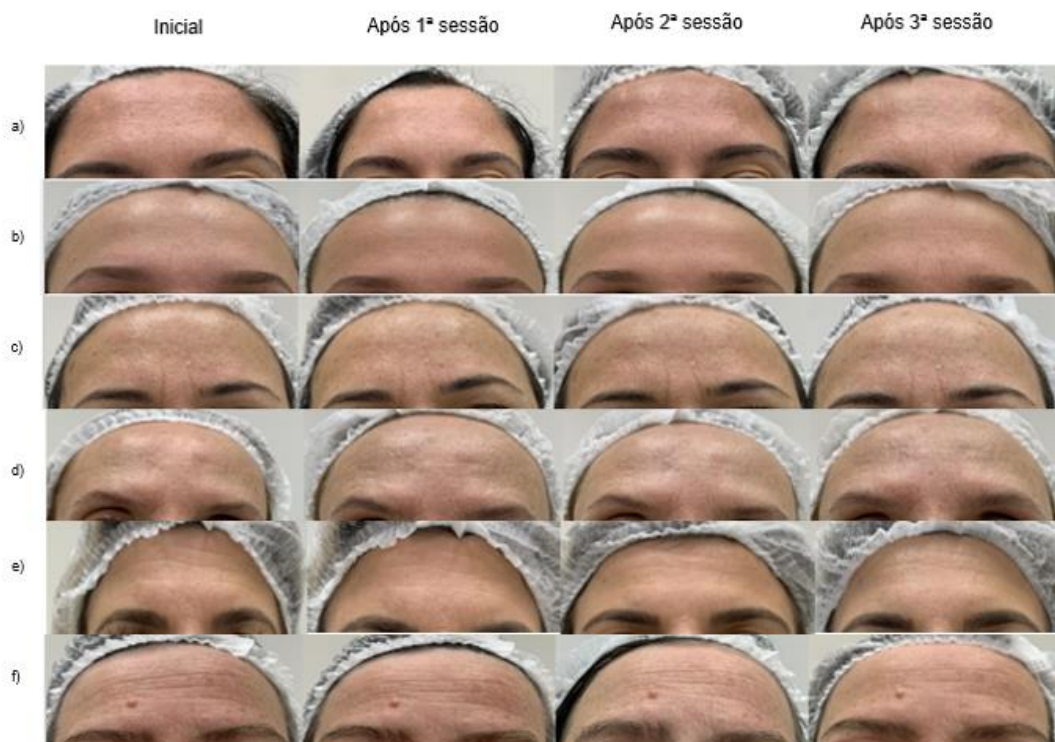 Inicial Após 1ª sessão Após 2ª sessão Após 3ª sessão
a)
b)
c)
d)
e)
f)